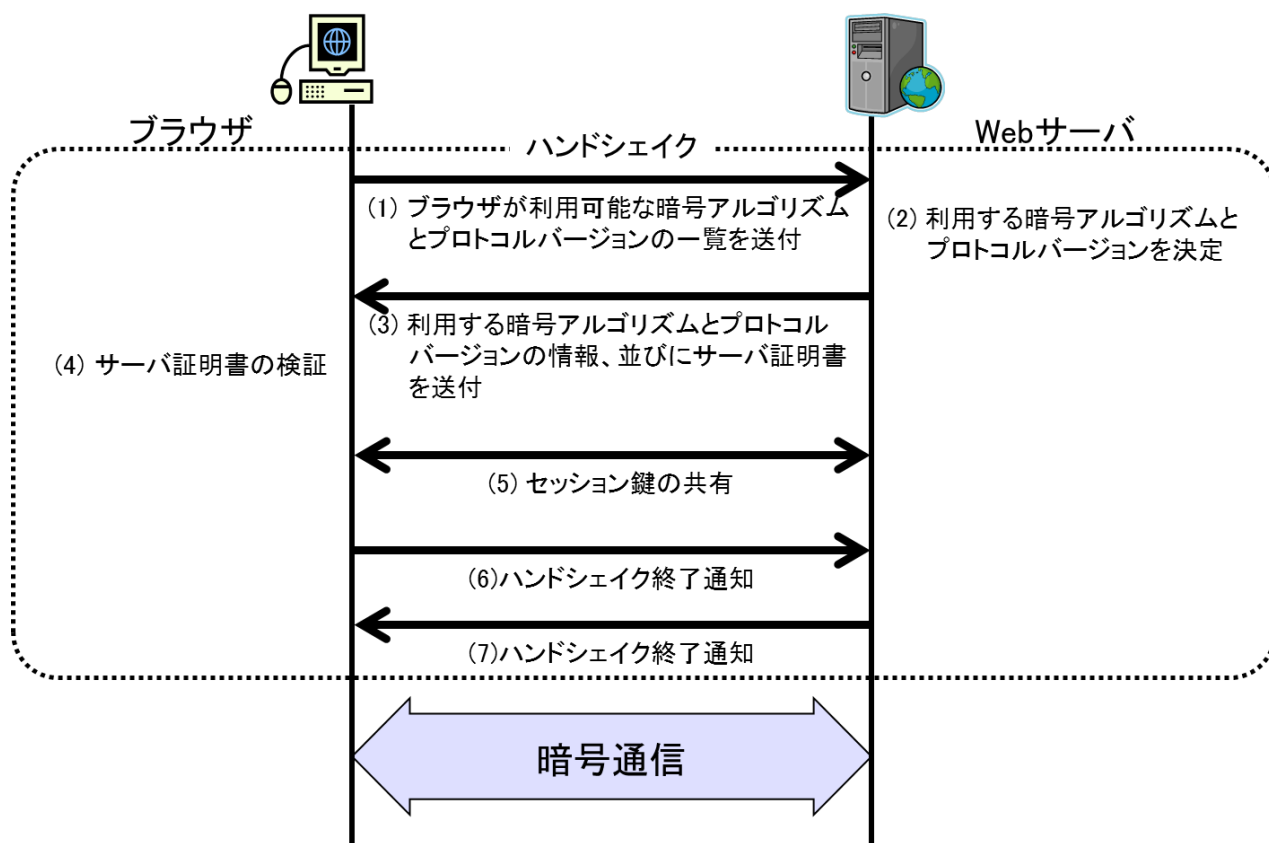 ブラウザ
ハンドシェイク
Webサーバ
(1) ブラウザが利用可能な暗号アルゴリズム
とプロトコルバージョンの一覧を送付
(2) 利用する暗号アルゴリズムと
プロトコルバージョンを決定
(3) 利用する暗号アルゴリズムとプロトコル
バージョンの情報、並びにサーバ証明書
を送付
(4) サーバ証明書の検証
(5) セッション鍵の共有
(6)ハンドシェイク終了通知
(7)ハンドシェイク終了通知
暗号通信